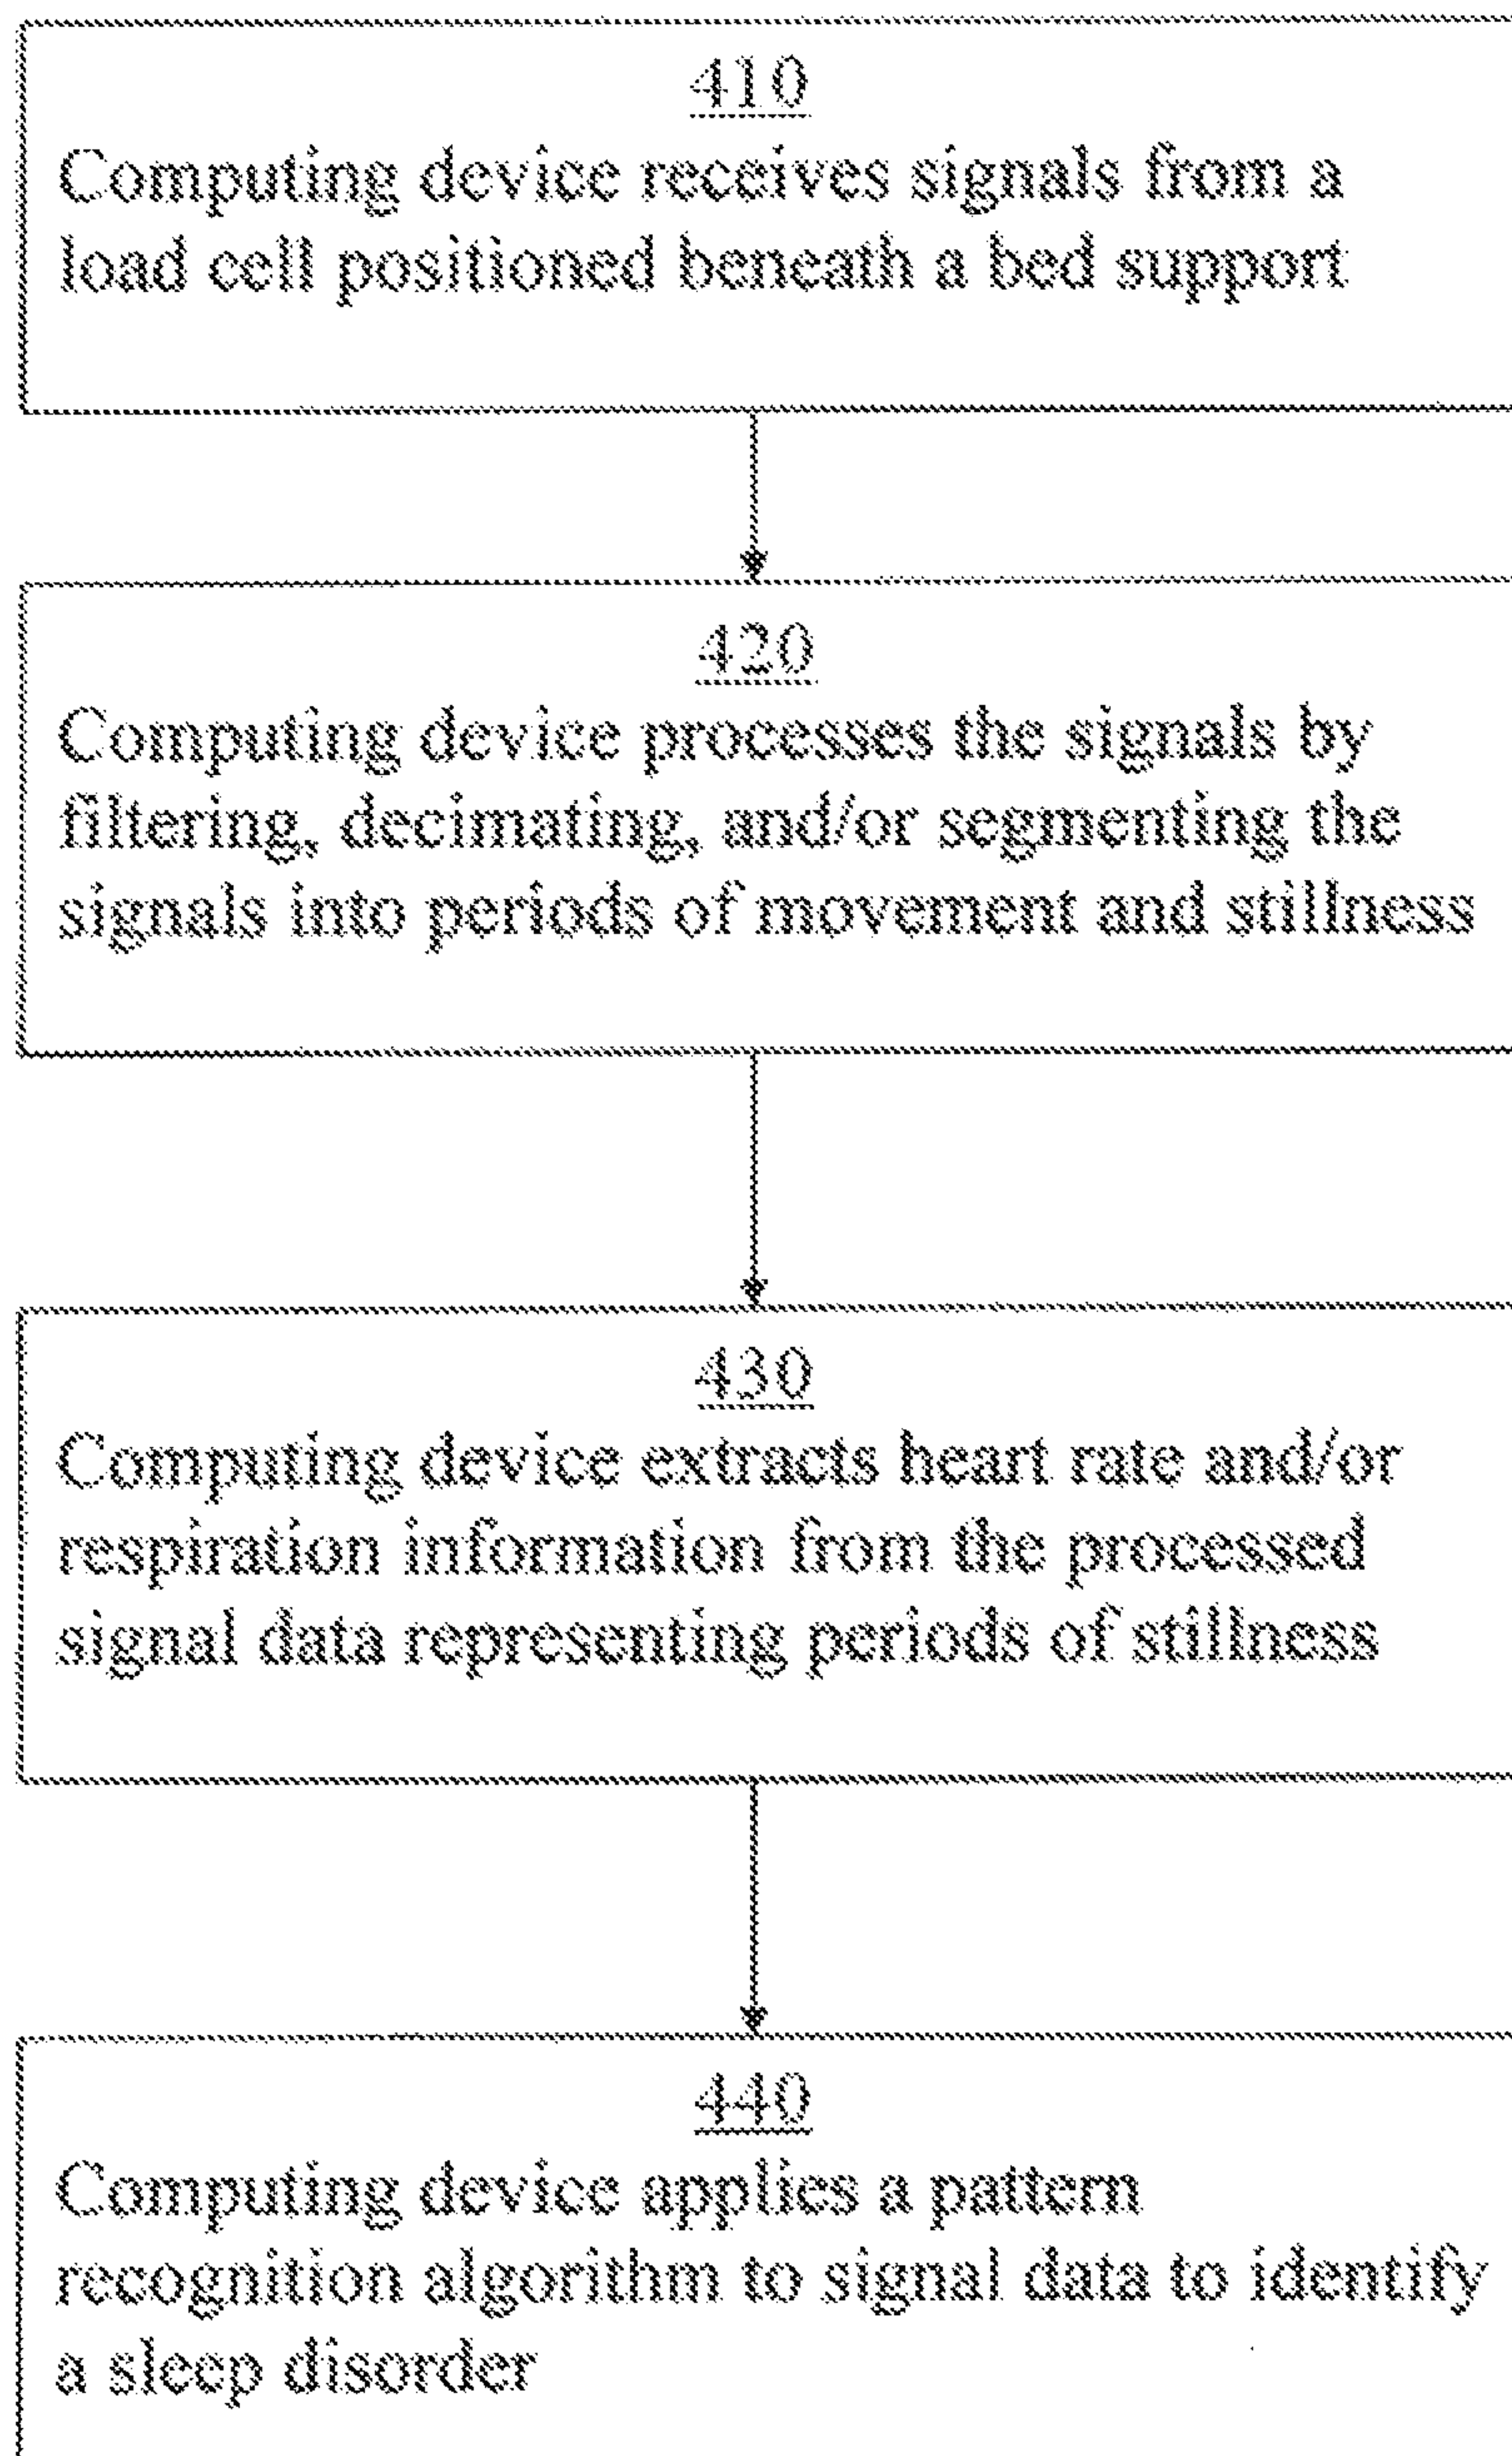 410
Computing device receives signals from a
load cell positioned beneath a bed support
420
Computing device processes the signals by
filtering, decimating, and/or segmenting the
signals into periods of movement and stillness
430
Computing device extracts heart rate and/or
respiration information from the processed
signal data representing periods of stillness
440
Computing device applies a pattern
recognition algorithm to signal data to identify
a sleep disorder